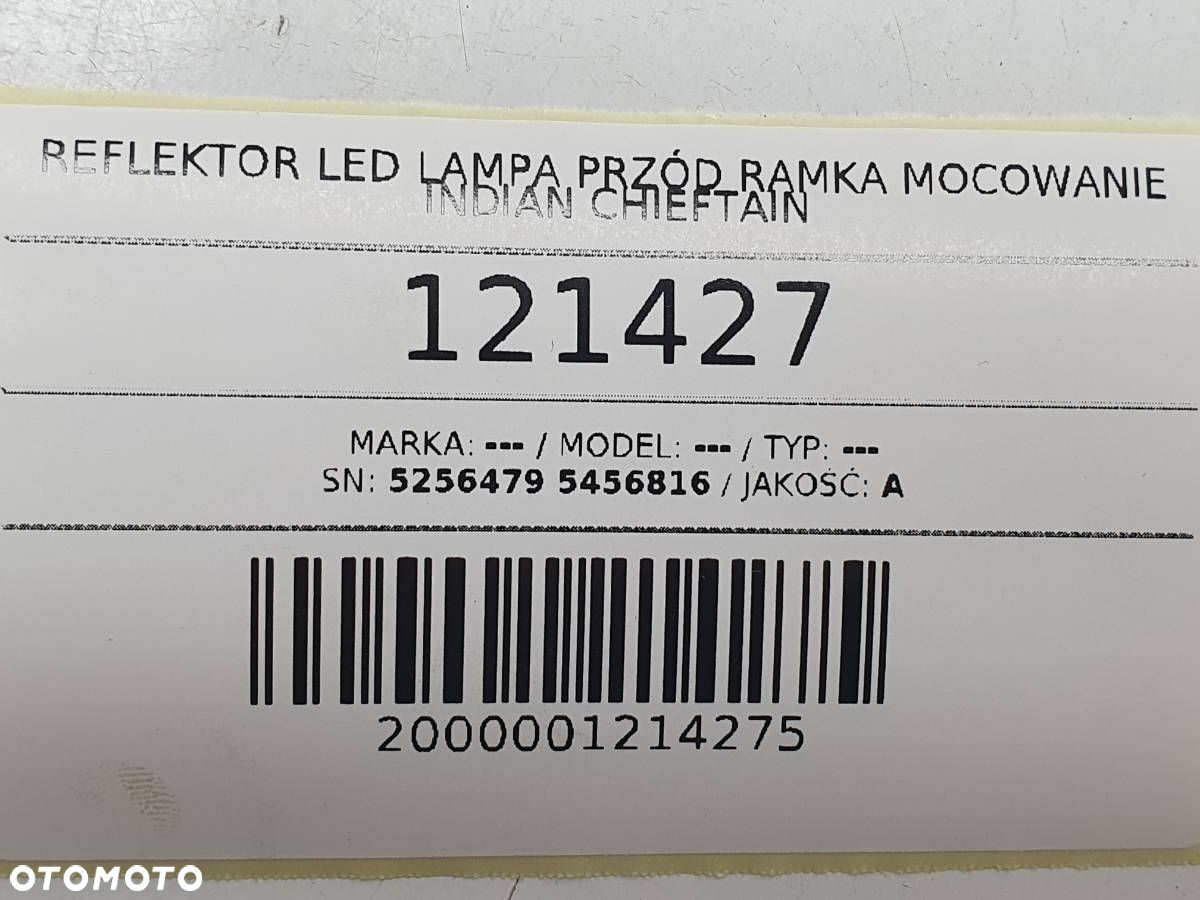 REFLEKTOR LED LAMPA PRZÓD RAMKA MOCOWANIE
INDIAN CHIEFTAIN
121427
MARKA: --- / MODEL: --- / TYP: ---
SN: 5256479 5456816 / JAKOŚĆ: A
2000001214275
OTOMOTO